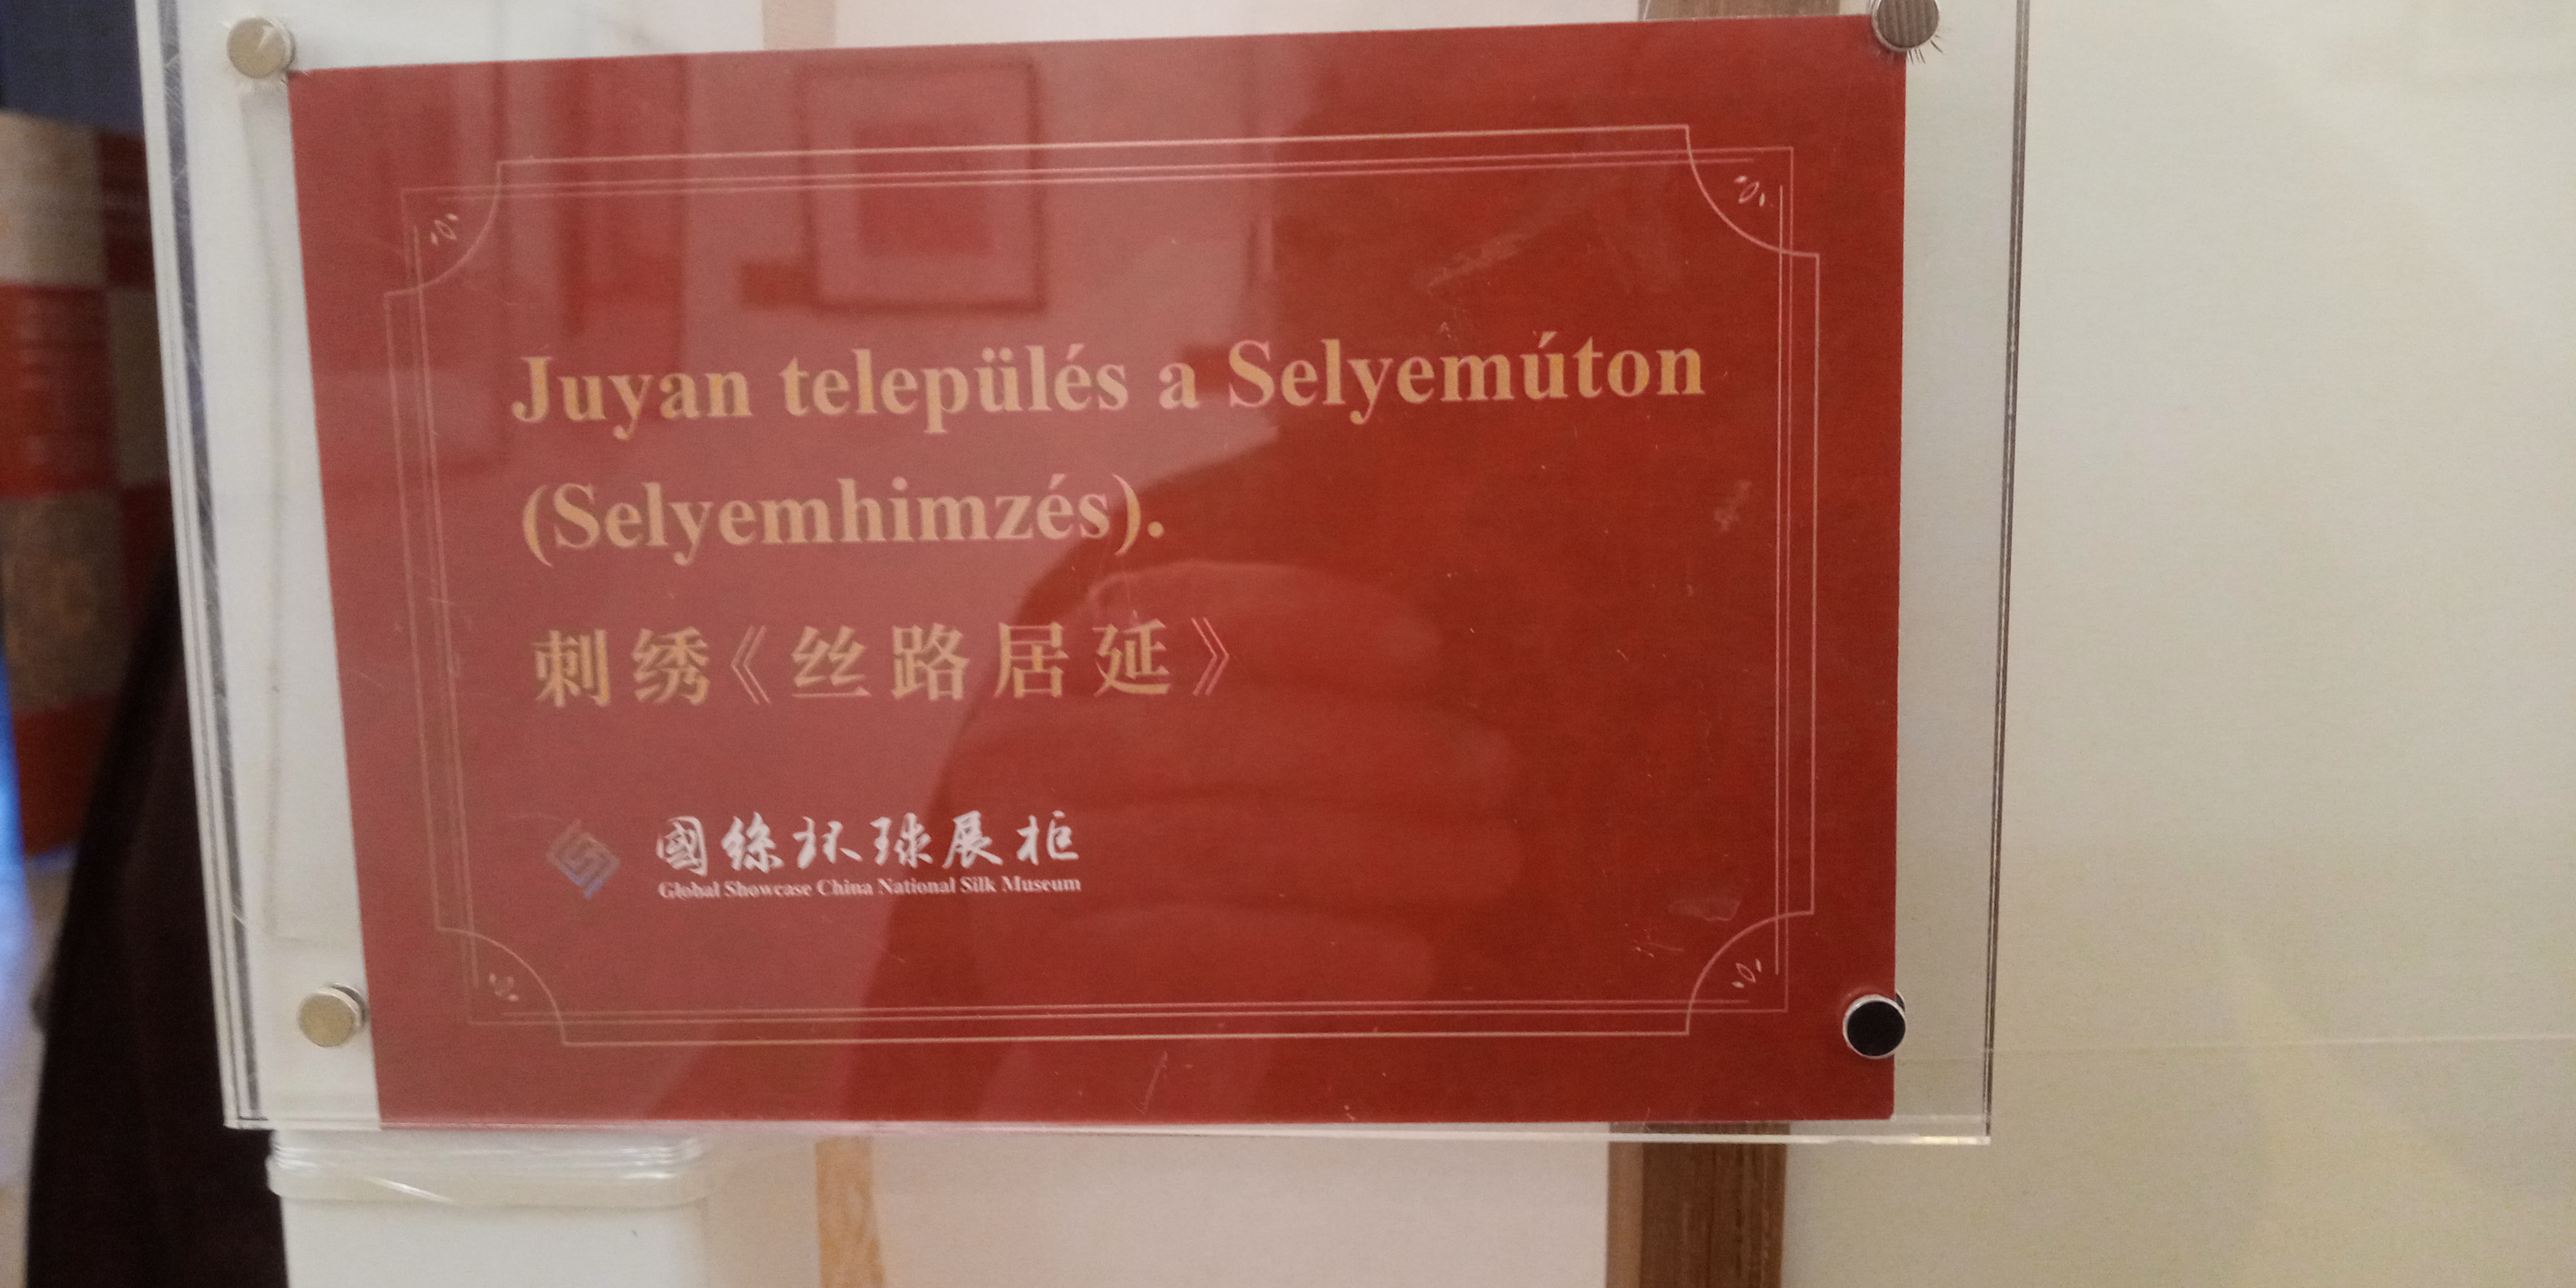 Juyan település a Selyemúton
(Selyemhimzés).
刺绣《丝路居延》
國絲环球展柜
Global Showcase China National Silk Museum